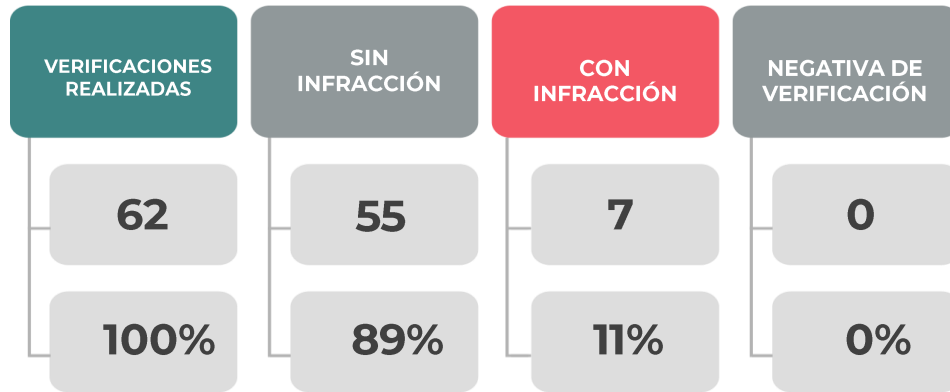 VERIFICACIONES
REALIZADAS
62
100%
SIN
INFRACCIÓN
55
89%
CON
INFRACCIÓN
7
11%
NEGATIVA DE
VERIFICACIÓN
0
0%